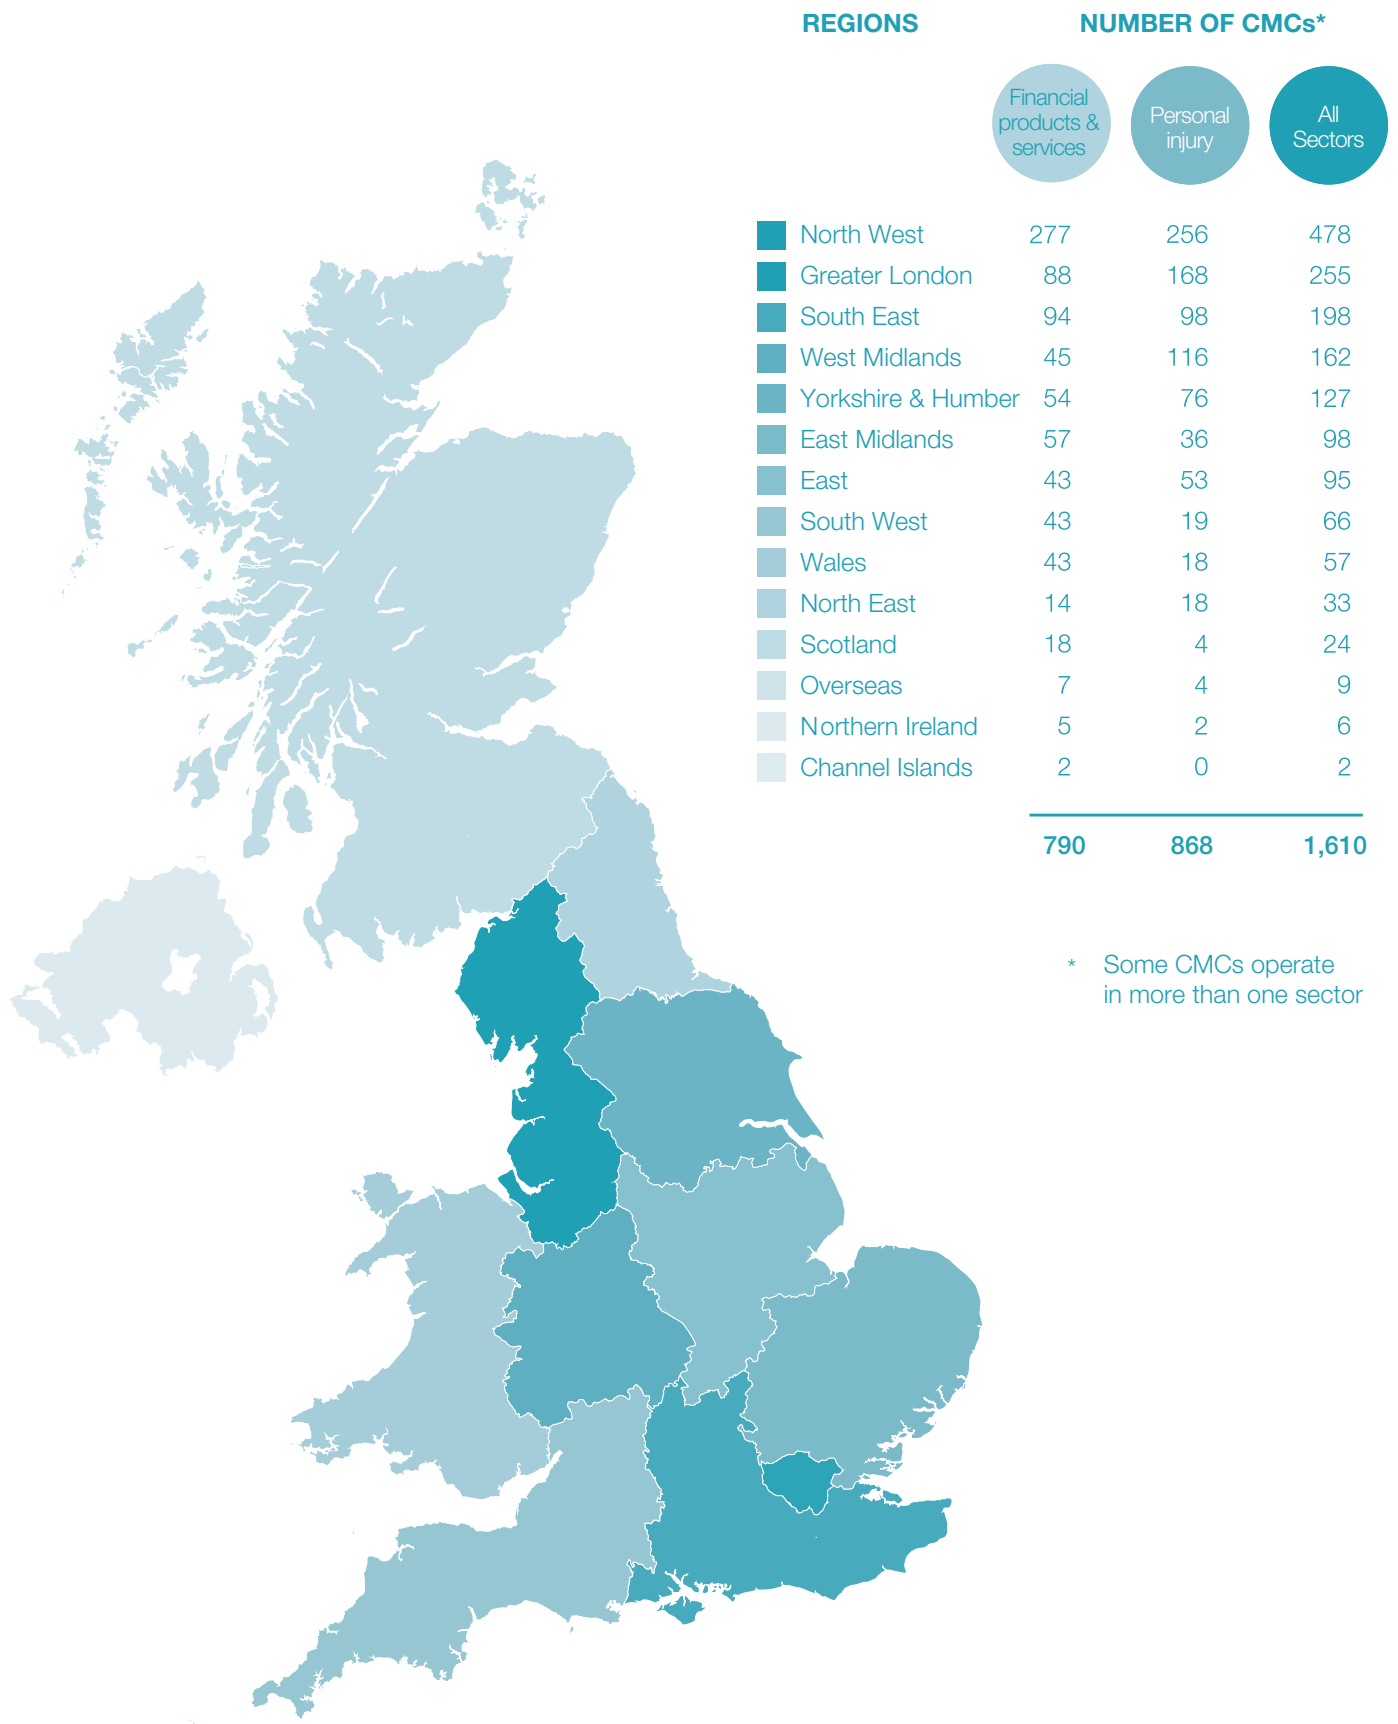 REGIONS NUMBER OF CMCs*
Financial products & services
Personal injury
All Sectors
North West 277 256 478
Greater London 88 168 255
South East 94 98 198
West Midlands 45 116 162
Yorkshire & Humber 54 76 127
East Midlands 57 36 98
East 43 53 95
South West 43 19 66
Wales 43 18 57
North East 14 18 33
Scotland 18 4 24
Overseas 7 4 9
Northern Ireland 5 2 6
Channel Islands 2 0 2
790 868 1,610
* Some CMCs operate
in more than one sector